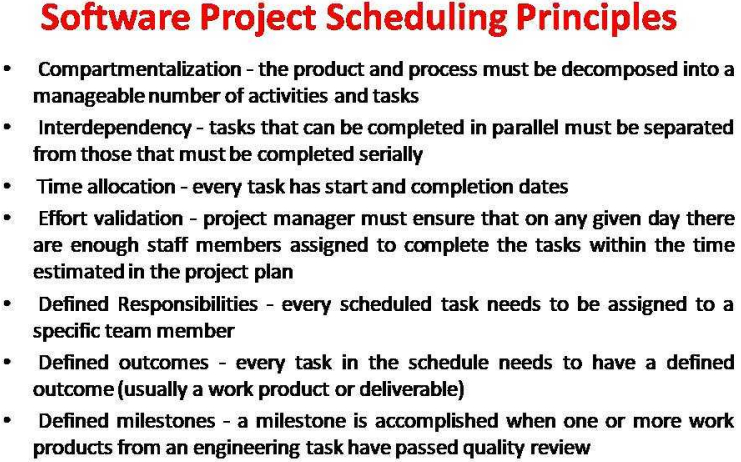 Software Project Scheduling Principles
• Compartmentalization - the product and process must be decomposed into a
manageable number of activities and tasks
• Interdependency - tasks that can be completed in parallel must be separated
from those that must be completed serially
• Time allocation - every task has start and completion dates
• Effort validation - project manager must ensure that on any given day there
are enough staff members assigned to complete the tasks within the time
estimated in the project plan
• Defined Responsibilities - every scheduled task needs to be assigned to a
specific team member
• Defined outcomes - every task in the schedule needs to have a defined
outcome (usually a work product or deliverable)
• Defined milestones - a milestone is accomplished when one or more work
products from an engineering task have passed quality review